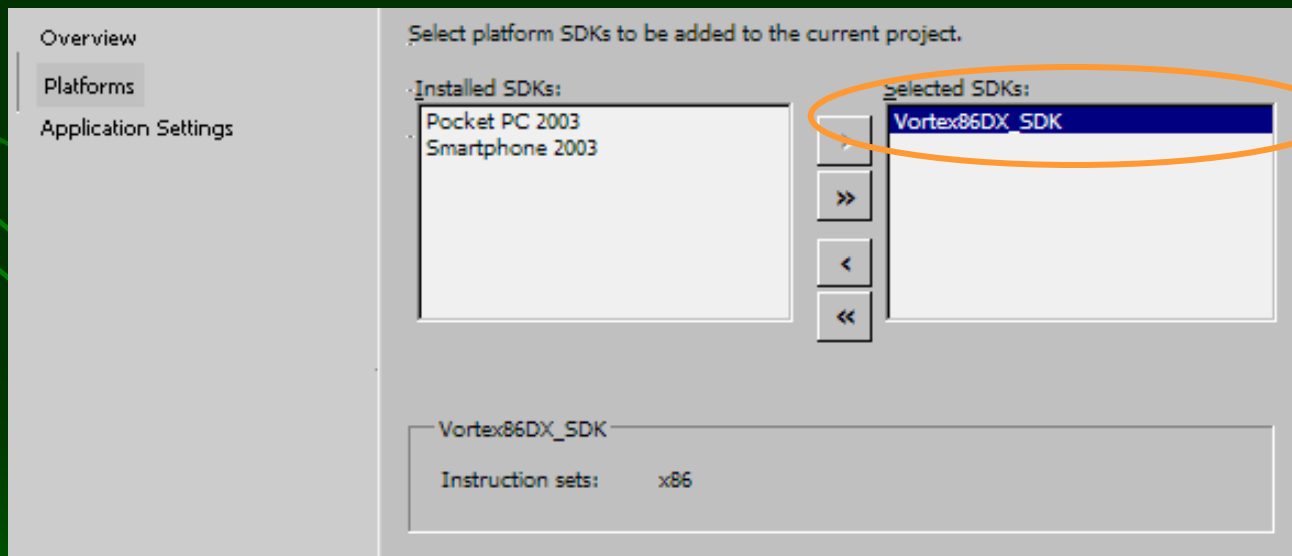 Overview
Platforms
Application Settings
Select platform SDKs to be added to the current project.
Installed SDKs:
Pocket PC 2003
Smartphone 2003
>
»
<
«
Selected SDKs:
Vortex86DX_SDK
Vortex86DX_SDK
Instruction sets: x86